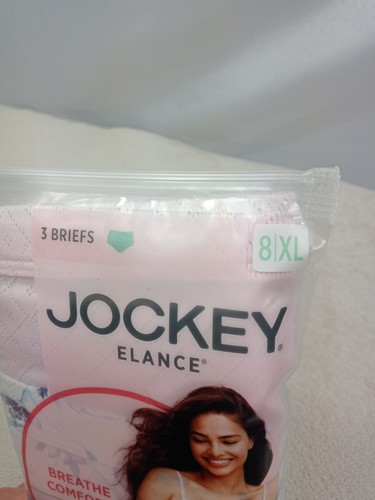 3 BRIEFS
8|XL
JOCKEY®
ELANCE®
BREATHE